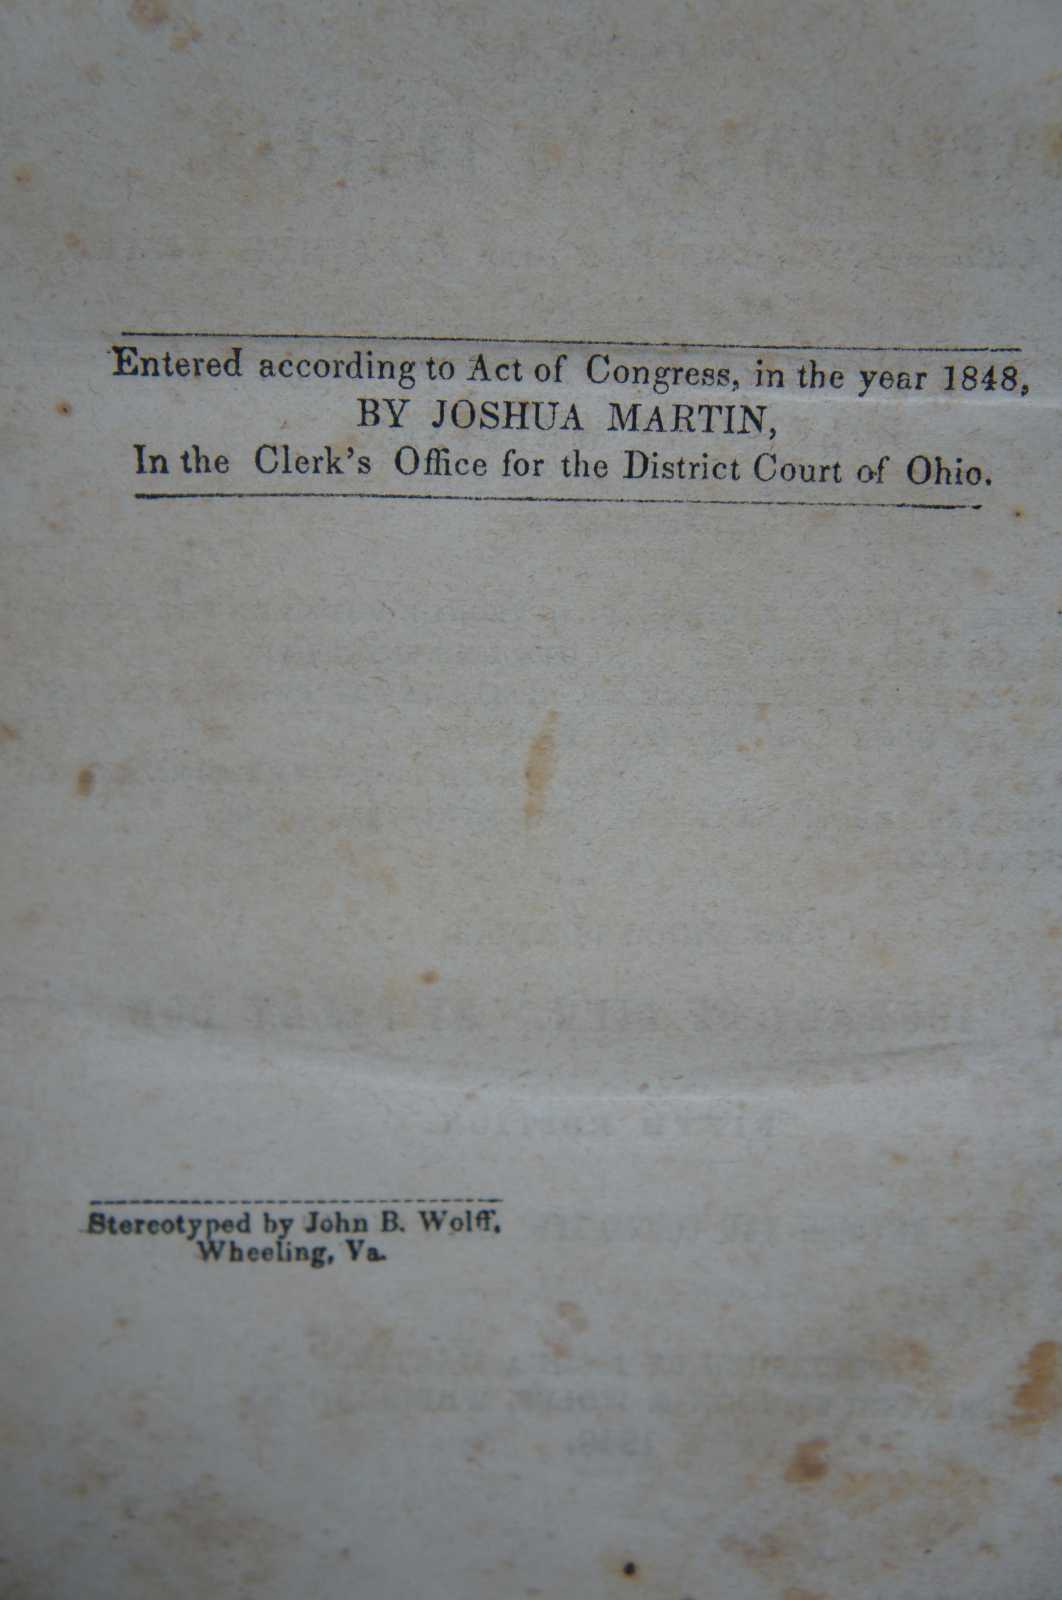 Entered according to Act of Congress, in the year 1848,
BY JOSHUA MARTIN,
In the Clerk's Office for the District Court of Ohio.
Stereotyped by John B. Wolff,
Wheeling, Va.